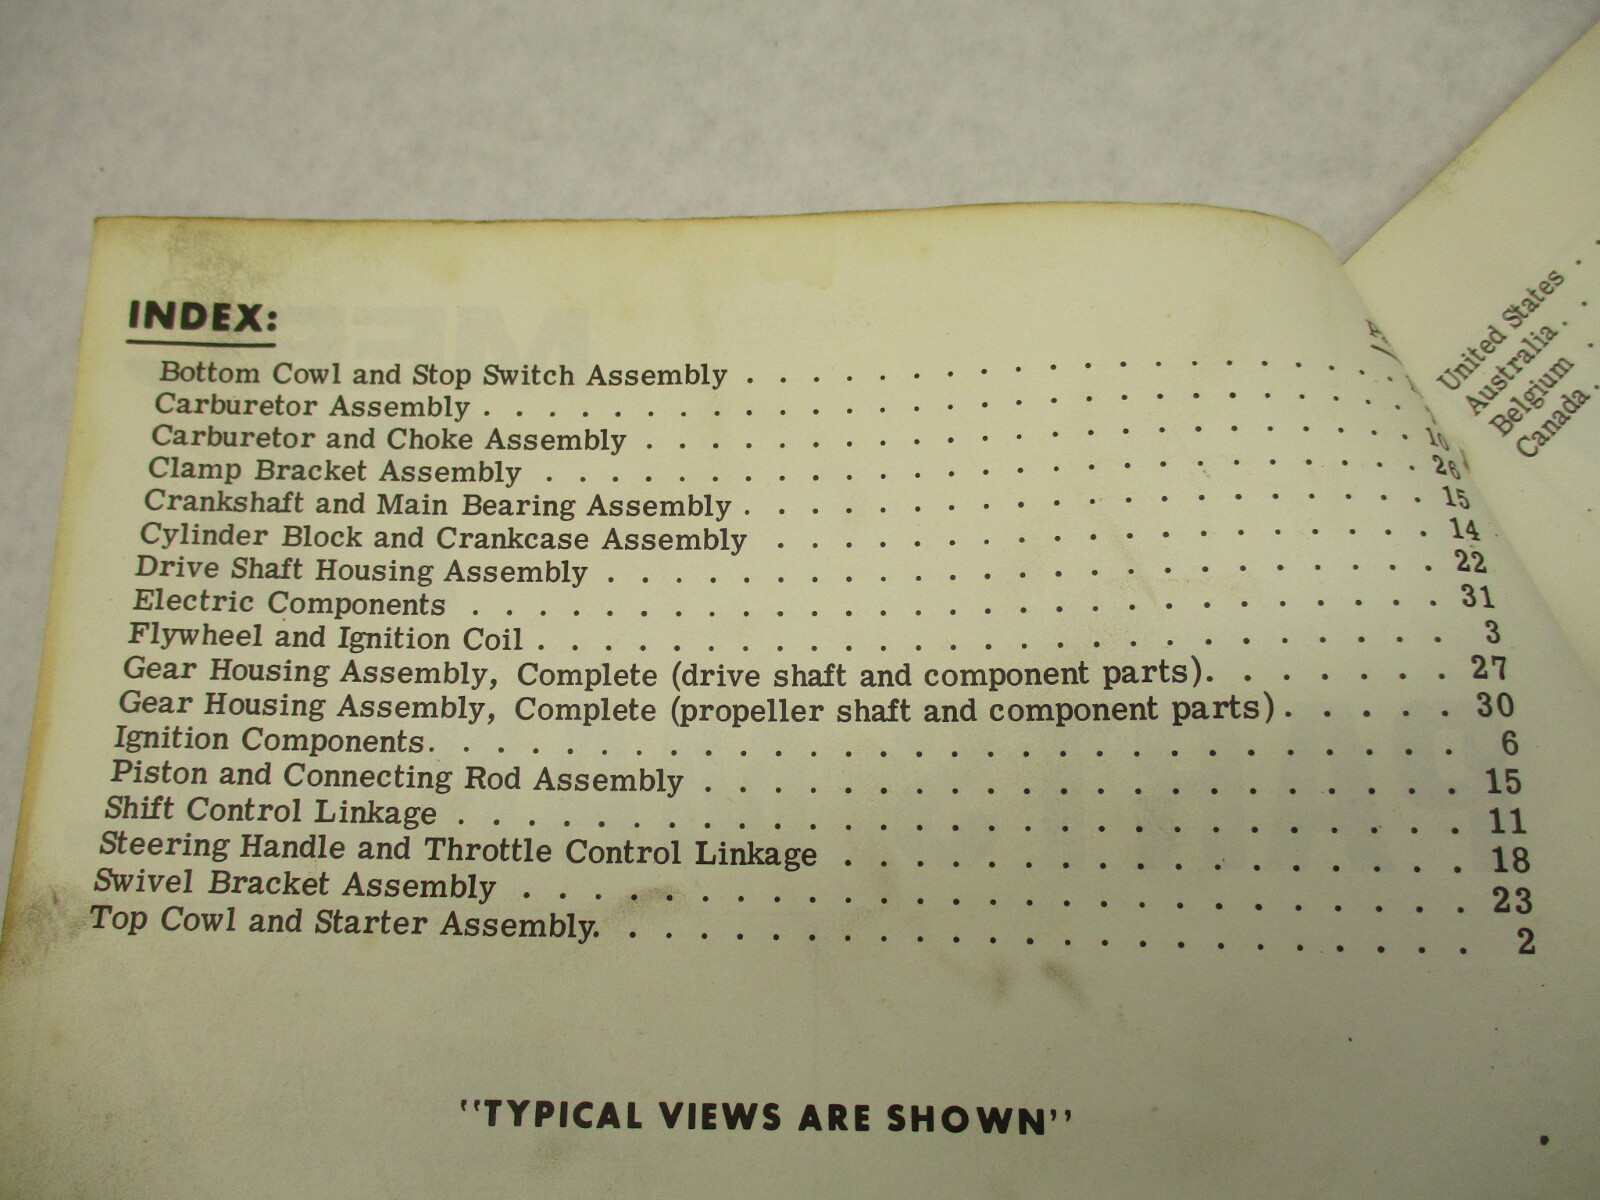 INDEX:
Bottom Cowl and Stop Switch Assembly . . . . . . . . . . . . . . . . . . . .
Carburetor Assembly . . . . . . . . . . . . . . . . . . . . . . . . . . . .
Carburetor and Choke Assembly . . . . . . . . . . . . . . . . . . . . . . . 10
Clamp Bracket Assembly . . . . . . . . . . . . . . . . . . . . . . . . . . 26
Crankshaft and Main Bearing Assembly . . . . . . . . . . . . . . . . . . . . 15
Cylinder Block and Crankcase Assembly . . . . . . . . . . . . . . . . . . . 14
Drive Shaft Housing Assembly . . . . . . . . . . . . . . . . . . . . . . . . 22
Electric Components . . . . . . . . . . . . . . . . . . . . . . . . . . . . 31
Flywheel and Ignition Coil . . . . . . . . . . . . . . . . . . . . . . . . . 3
Gear Housing Assembly, Complete (drive shaft and component parts). . . . . . . 27
Gear Housing Assembly, Complete (propeller shaft and component parts) . . . . . 30
Ignition Components. . . . . . . . . . . . . . . . . . . . . . . . . . . . . 6
Piston and Connecting Rod Assembly . . . . . . . . . . . . . . . . . . . . . 15
Shift Control Linkage . . . . . . . . . . . . . . . . . . . . . . . . . . . 11
Steering Handle and Throttle Control Linkage . . . . . . . . . . . . . . . . 18
Swivel Bracket Assembly . . . . . . . . . . . . . . . . . . . . . . . . . . 23
Top Cowl and Starter Assembly. . . . . . . . . . . . . . . . . . . . . . . . 2
"TYPICAL VIEWS ARE SHOWN"
United States . .
Australia . . .
Belgium .
Canada .